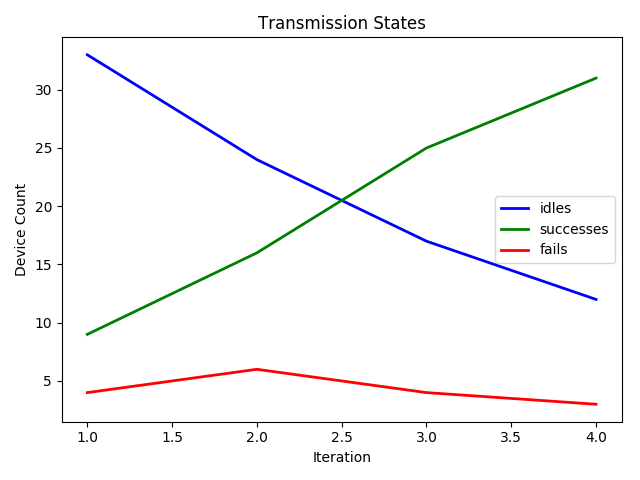 Transmission States
Device Count
30
25
20
15
10
5
idles
successes
fails
1.0 1.5 2.0 2.5 3.0 3.5 4.0
Iteration